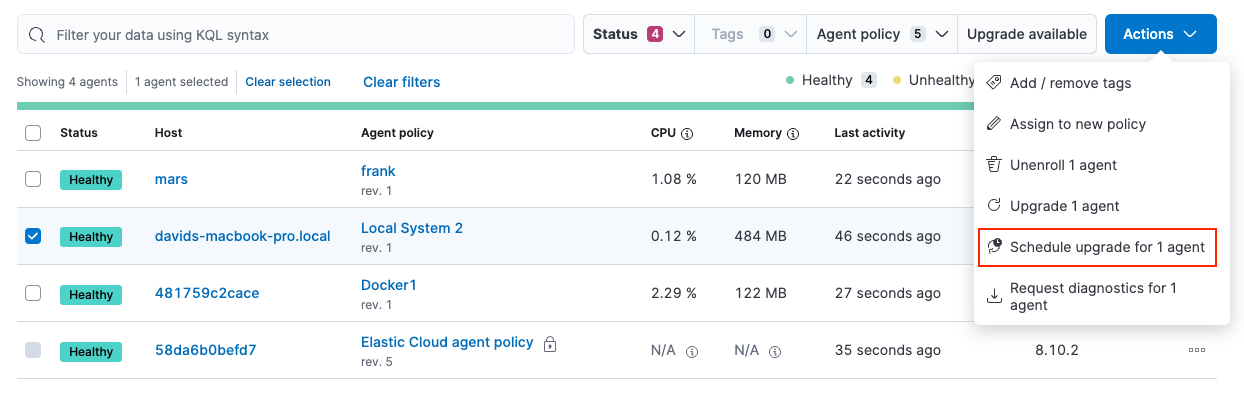 Filter your data using KQL syntax
Status 4
Tags 0
Agent policy 5
Upgrade available
Actions
Showing 4 agents
1 agent selected
Clear selection
Clear filters
Healthy 4
Unhealthy
Add / remove tags
Assign to new policy
Unenroll 1 agent
Upgrade 1 agent
Schedule upgrade for 1 agent
Request diagnostics for 1
agent
Status Host Agent policy CPU Memory Last activity
Healthy mars frank 1.08 % 120 MB 22 seconds ago
rev. 1
Healthy davids-macbook-pro.local Local System 2 0.12 % 484 MB 46 seconds ago
rev. 1
Healthy 481759c2cace Docker1 2.29 % 122 MB 27 seconds ago
rev. 1
Healthy 58da6b0befd7 Elastic Cloud agent policy N/A N/A 35 seconds ago 8.10.2
rev. 5